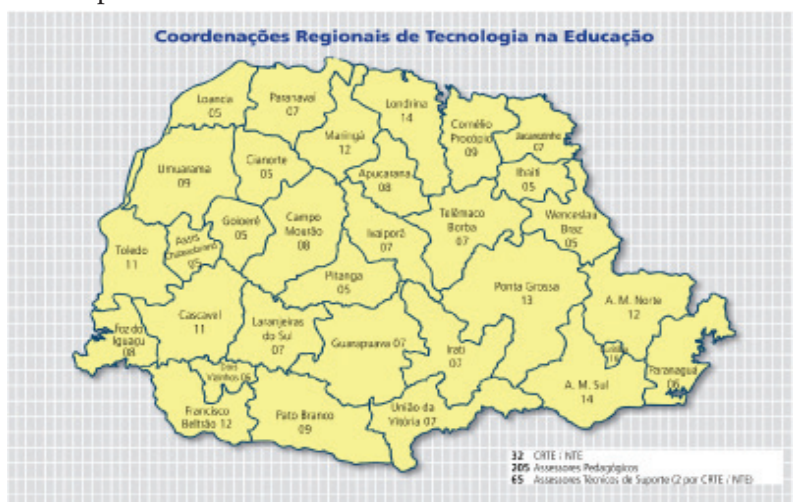 Coordenações Regionais de Tecnologia na Educação
Loanda
05
Paranavaí
07
Londrina
14
Maringá
12
Cornélio
Procópio
09
Jacarezinho
07
Umuarama
09
Cianorte
05
Apucarana
08
Ibaiti
05
Goioerê
05
Campo
Mourão
08
Ivaiporã
07
Telêmaco
Borba
07
Wenceslau
Braz
05
Toledo
11
Assis
Chateaubriand
05
Pitanga
05
Ponta Grossa
13
A. M. Norte
12
Cascavel
11
Laranjeiras
do Sul
07
Guarapuava 07
Irati
07
Foz do
Iguaçu
08
Curitiba
Paranaguá
06
Dois
Vizinhos 05
A. M. Sul
14
Francisco
Beltrão 12
Pato Branco
09
União da
Vitória 07
32 CRTE / NTE
205 Assessores Pedagógicos
65 Assessores Técnicos de Suporte (2 por CRTE / NTE)